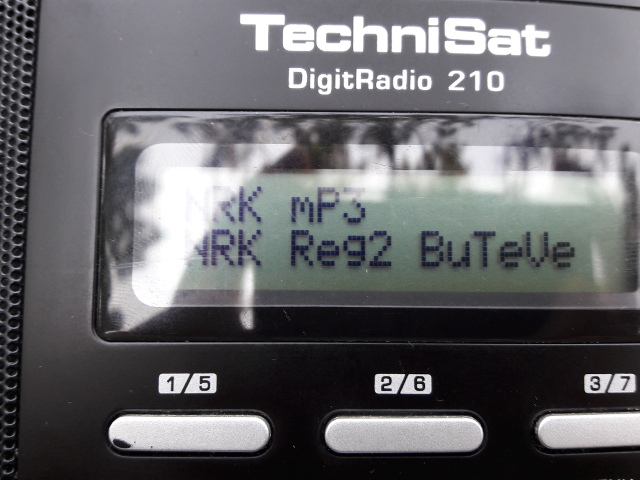 TechniSat
DigitRadio 210
NRK mP3
NRK Reg2 BuTeVe
1/5 2/6 3/7